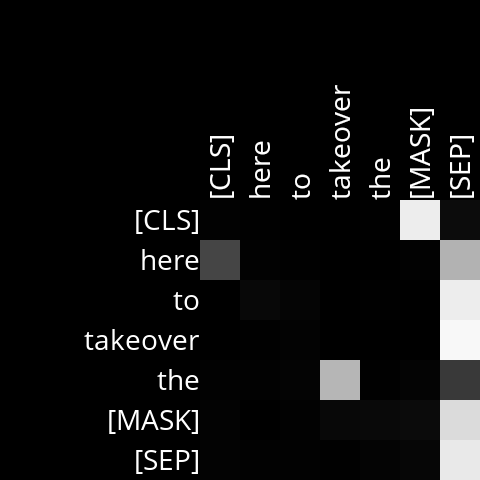 [CLS] here to takeover the [MASK] [SEP]
[CLS]
here
to
takeover
the
[MASK]
[SEP]